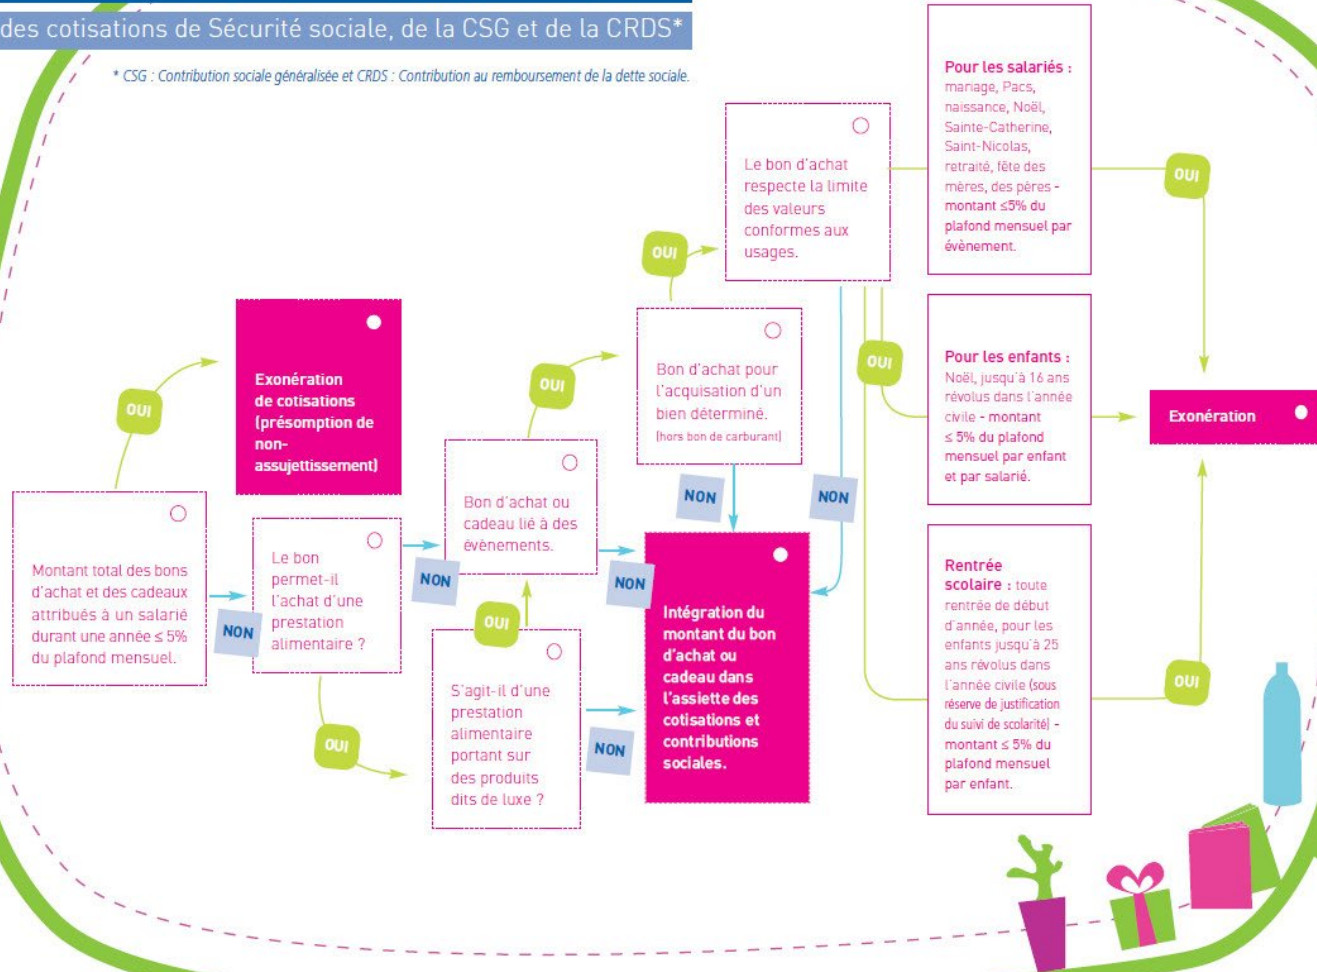 des cotisations de Sécurité sociale, de la CSG et de la CRDS*
* CSG : Contribution sociale généralisée et CRDS : Contribution au remboursement de la dette sociale.
Montant total des bons
d'achat et des cadeaux
attribués à un salarié
durant une année ≤ 5%
du plafond mensuel.
OUI
Exonération
de cotisations
(présomption de
non-
assujettissement)
NON
Le bon
permet-il
l'achat d'une
prestation
alimentaire ?
NON
OUI
S'agit-il d'une
prestation
alimentaire
portant sur
des produits
dits de luxe ?
OUI
NON
Bon d'achat ou
cadeau lié à des
évènements.
OUI
NON
Bon d'achat pour
l'acquisation d'un
bien déterminé.
(hors bon de carburant)
OUI
NON
Intégration du
montant du bon
d'achat ou
cadeau dans
l'assiette des
cotisations et
contributions
sociales.
Le bon d'achat
respecte la limite
des valeurs
conformes aux
usages.
NON
OUI
Pour les salariés :
mariage, Pacs,
naissance, Noël,
Sainte-Catherine,
Saint-Nicolas,
retraité, fête des
mères, des pères -
montant ≤5% du
plafond mensuel par
évènement.
OUI
Pour les enfants :
Noël, jusqu'à 16 ans
révolus dans l'année
civile - montant
≤ 5% du plafond
mensuel par enfant
et par salarié.
Exonération
Rentrée
scolaire : toute
rentrée de début
d'année, pour les
enfants jusqu'à 25
ans révolus dans
l'année civile (sous
réserve de justification
du suivi de scolarité) -
montant ≤ 5% du
plafond mensuel
par enfant.
OUI